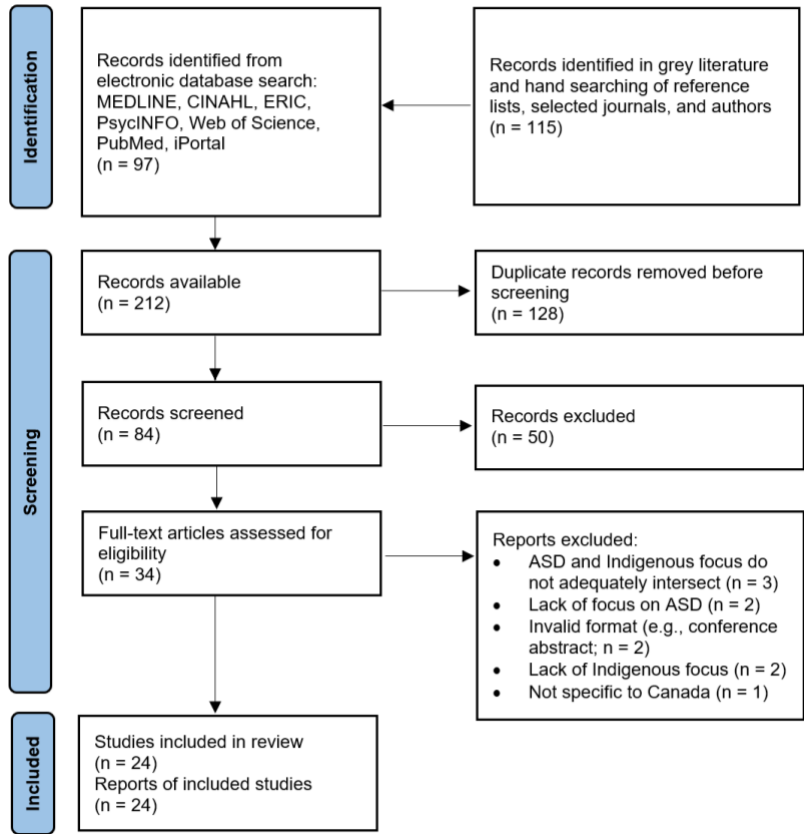 Identification
Records identified from
electronic database search:
MEDLINE, CINAHL, ERIC,
PsycINFO, Web of Science,
PubMed, iPortal
(n = 97)
Records identified in grey literature
and hand searching of reference
lists, selected journals, and authors
(n = 115)
Screening
Records available
(n = 212)
Duplicate records removed before
screening
(n = 128)
Records screened
(n = 84)
Records excluded
(n = 50)
Full-text articles assessed for
eligibility
(n = 34)
Reports excluded:
• ASD and Indigenous focus do
not adequately intersect (n = 3)
• Lack of focus on ASD (n = 2)
• Invalid format (e.g., conference
abstract; n = 2)
• Lack of Indigenous focus (n = 2)
• Not specific to Canada (n = 1)
Included
Studies included in review
(n = 24)
Reports of included studies
(n = 24)